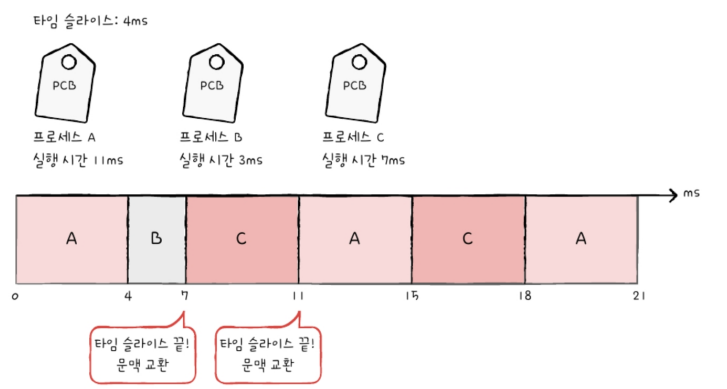 타임 슬라이스: 4ms
PCB
PCB
PCB
프로세스 A
실행 시간 11ms
프로세스 B
실행 시간 3ms
프로세스 C
실행 시간 7ms
ms
A
B
C
A
C
A
0
4
7
11
15
18
21
타임 슬라이스 끝!
문맥 교환
타임 슬라이스 끝!
문맥 교환